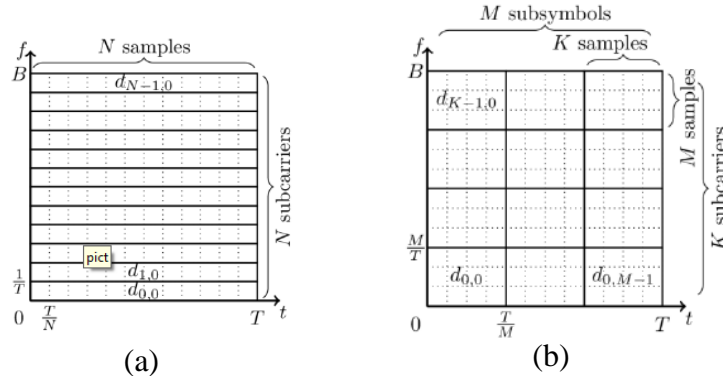 N samples
f
B
d_{N-1,0}
N subcarriers
pict
1/T
d_{1,0}
d_{0,0}
0
T/N
T
t
(a)
M subsymbols
K samples
f
B
d_{K-1,0}
M samples
K subcarriers
M/T
d_{0,0}
d_{0,M-1}
0
T/M
T
t
(b)